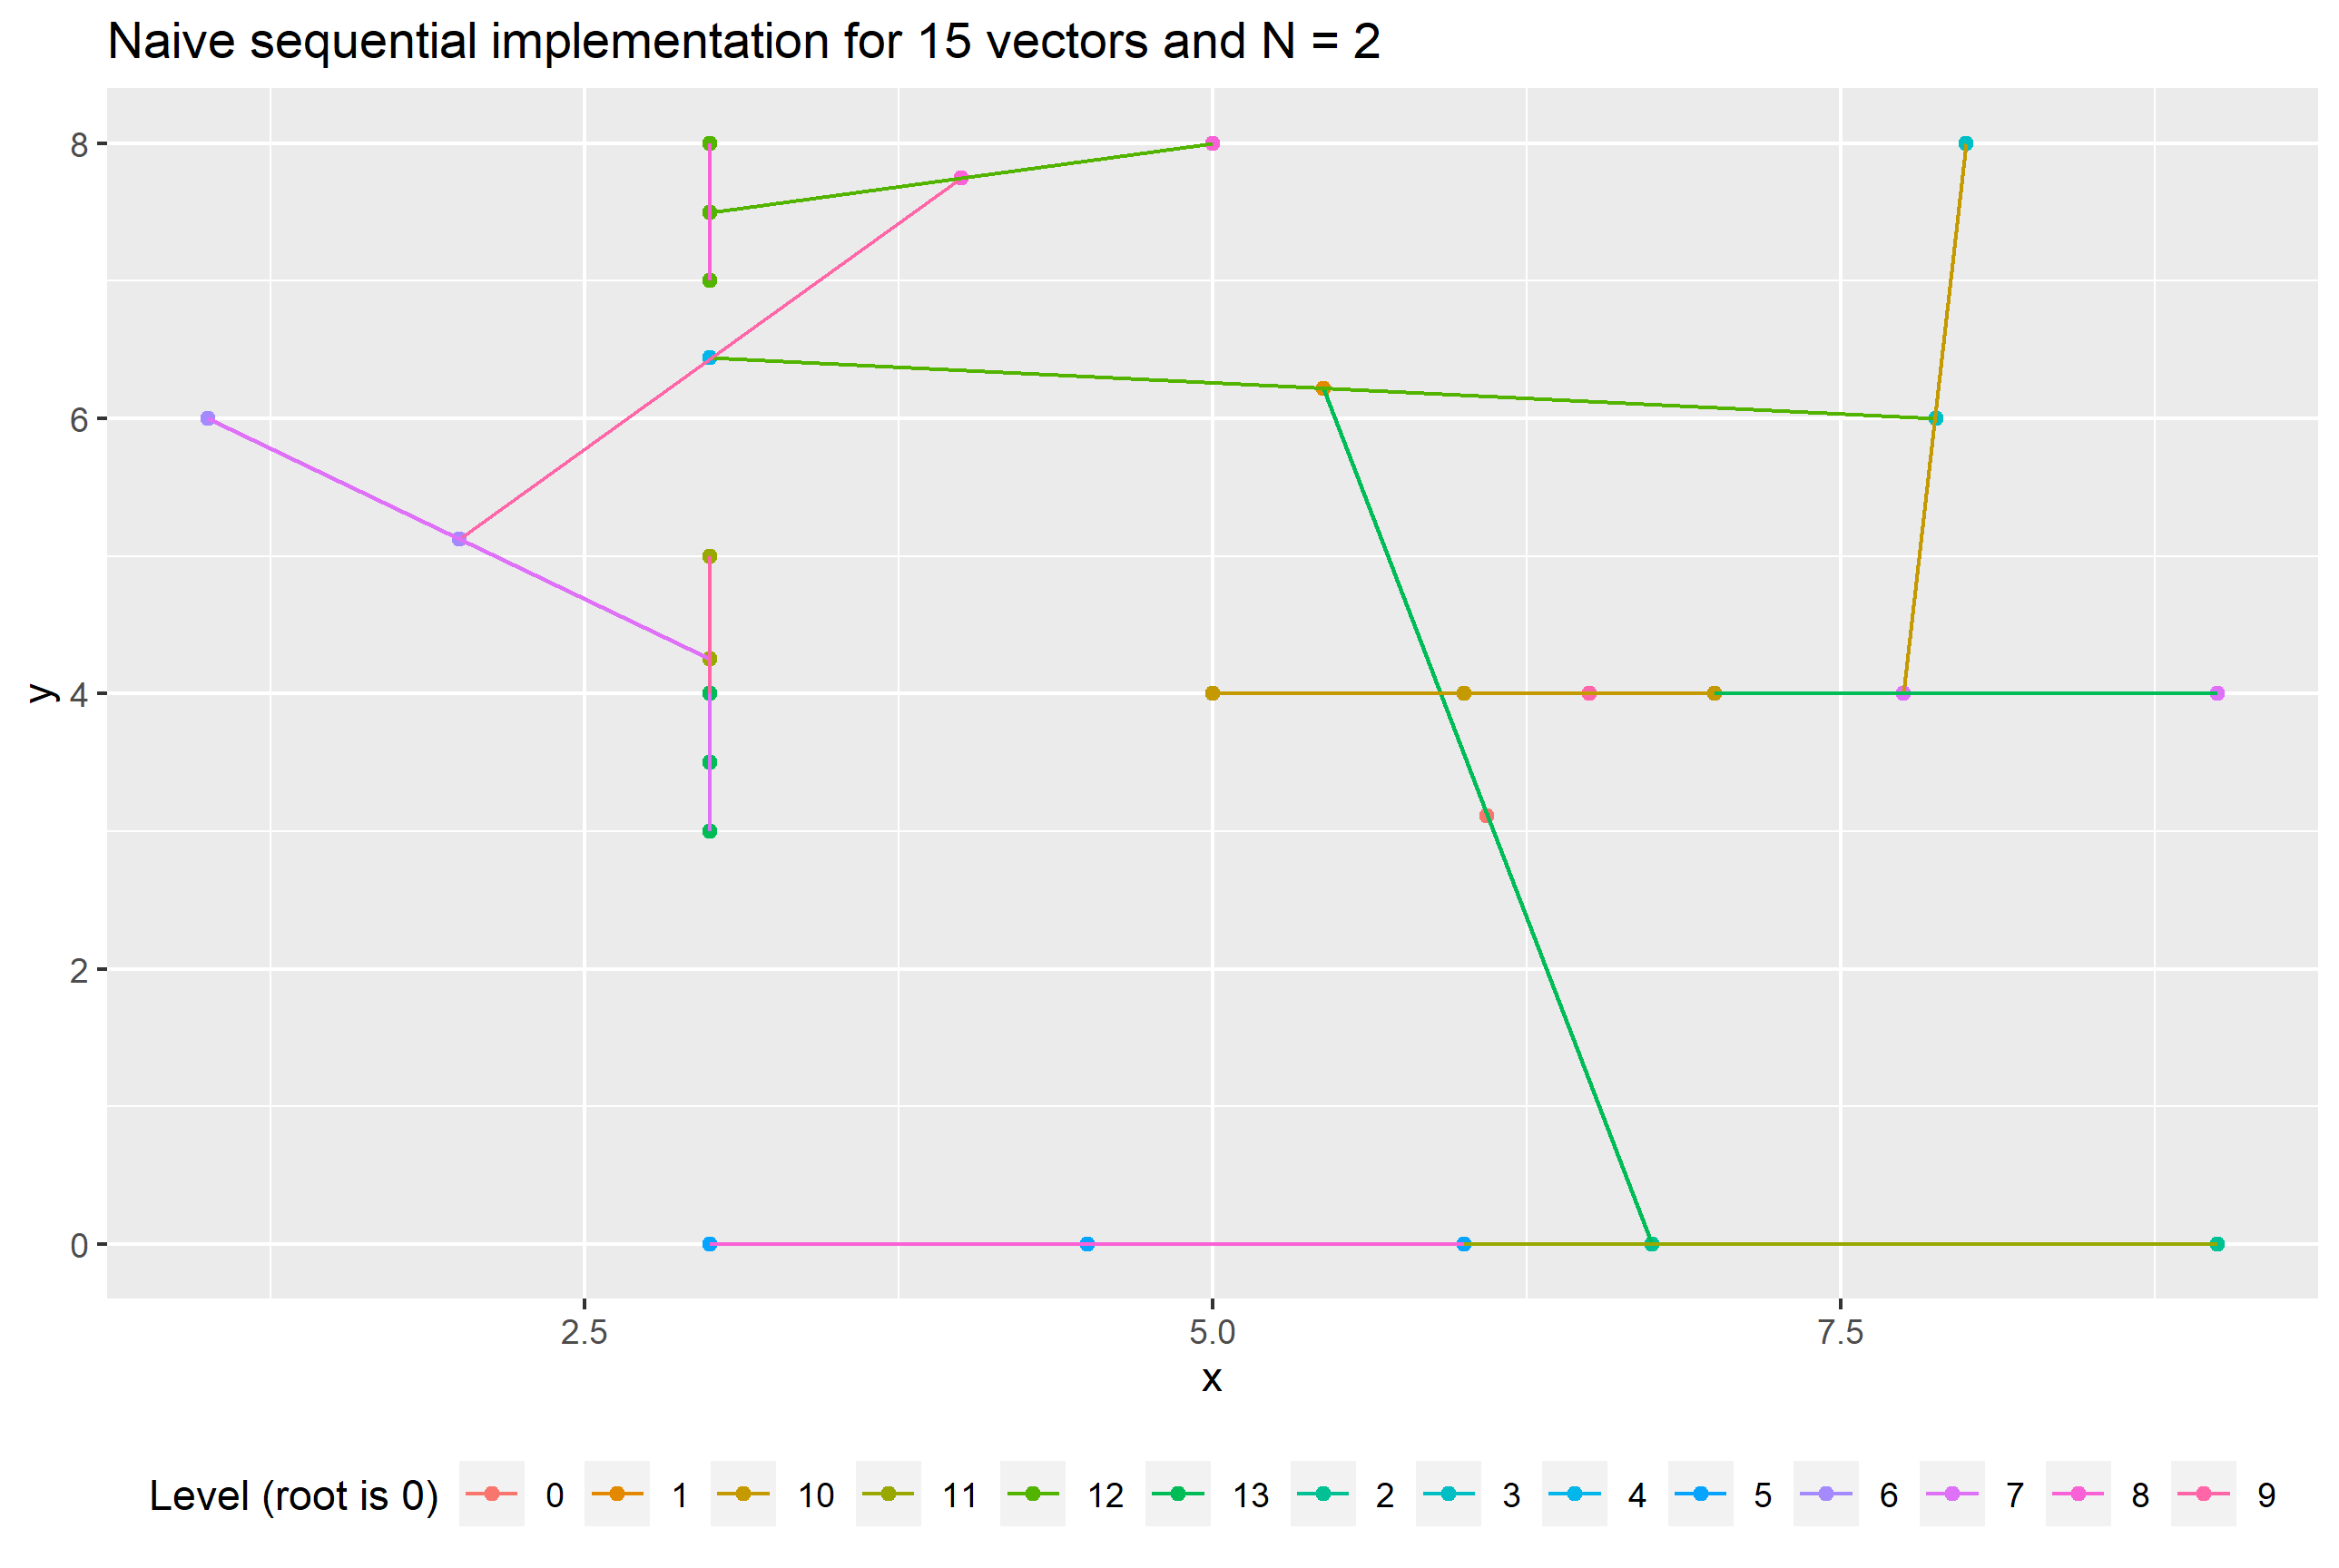 Naive sequential implementation for 15 vectors and N = 2
8
6
y
4
2
0
2.5 5.0 7.5
x
Level (root is 0) 0 1 10 11 12 13 2 3 4 5 6 7 8 9